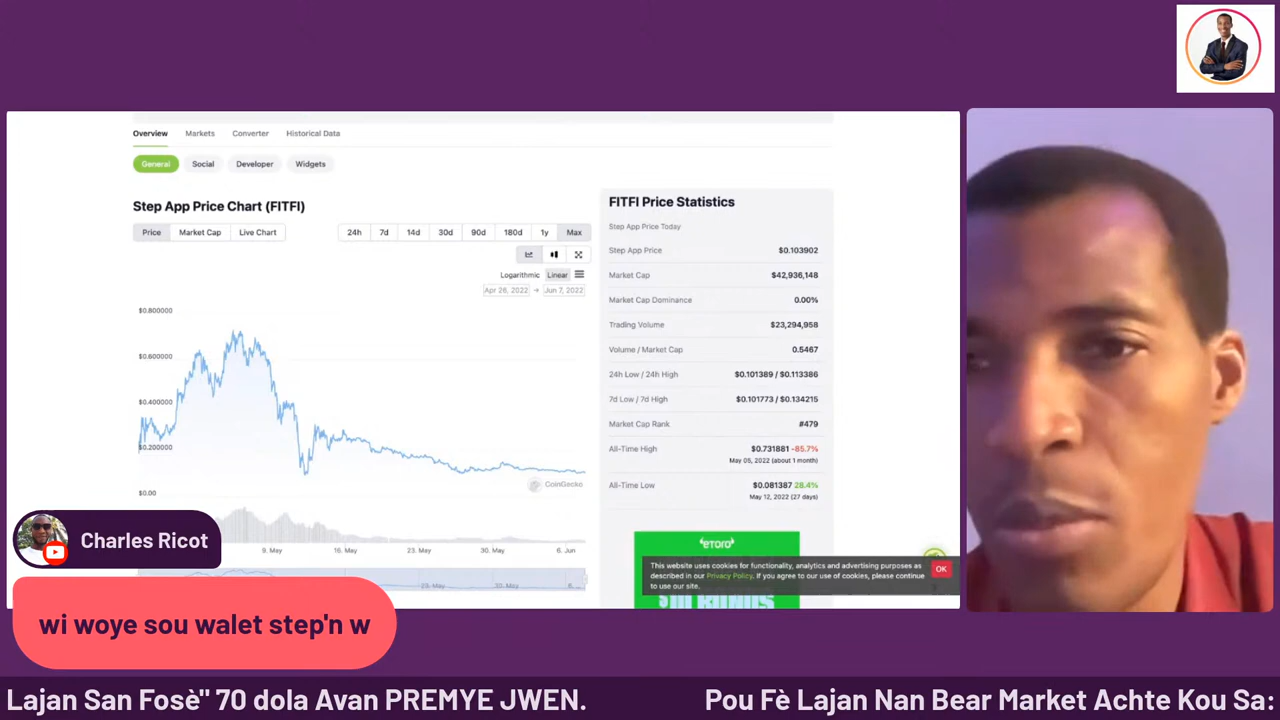 Overview Markets Converter Historical Data
General Social Developer Widgets
Step App Price Chart (FITFI)
Price Market Cap Live Chart
24h 7d 14d 30d 90d 180d 1y Max
Logarithmic Linear
Apr 26, 2022 → Jun 7, 2022
$0.800000
$0.600000
$0.400000
$0.200000
$0.00
CoinGecko
9. May 16. May 23. May 30. May 6. Jun
23. May 30. May 6. 
FITFI Price Statistics
Step App Price Today
Step App Price $0.103902
Market Cap $42,936,148
Market Cap Dominance 0.00%
Trading Volume $23,294,958
Volume / Market Cap 0.5467
24h Low / 24h High $0.101389 / $0.113386
7d Low / 7d High $0.101773 / $0.134215
Market Cap Rank #479
All-Time High $0.731881 -85.7%
May 05, 2022 (about 1 month)
All-Time Low $0.081387 28.4%
May 12, 2022 (27 days)
eToro
This website uses cookies for functionality, analytics and advertising purposes as
described in our Privacy Policy. If you agree to our use of cookies, please continue
to use our site.
OK
Charles Ricot
wi woye sou walet step'n w
Lajan San Fosè" 70 dola Avan PREMYE JWEN. Pou Fè Lajan Nan Bear Market Achte Kou Sa: